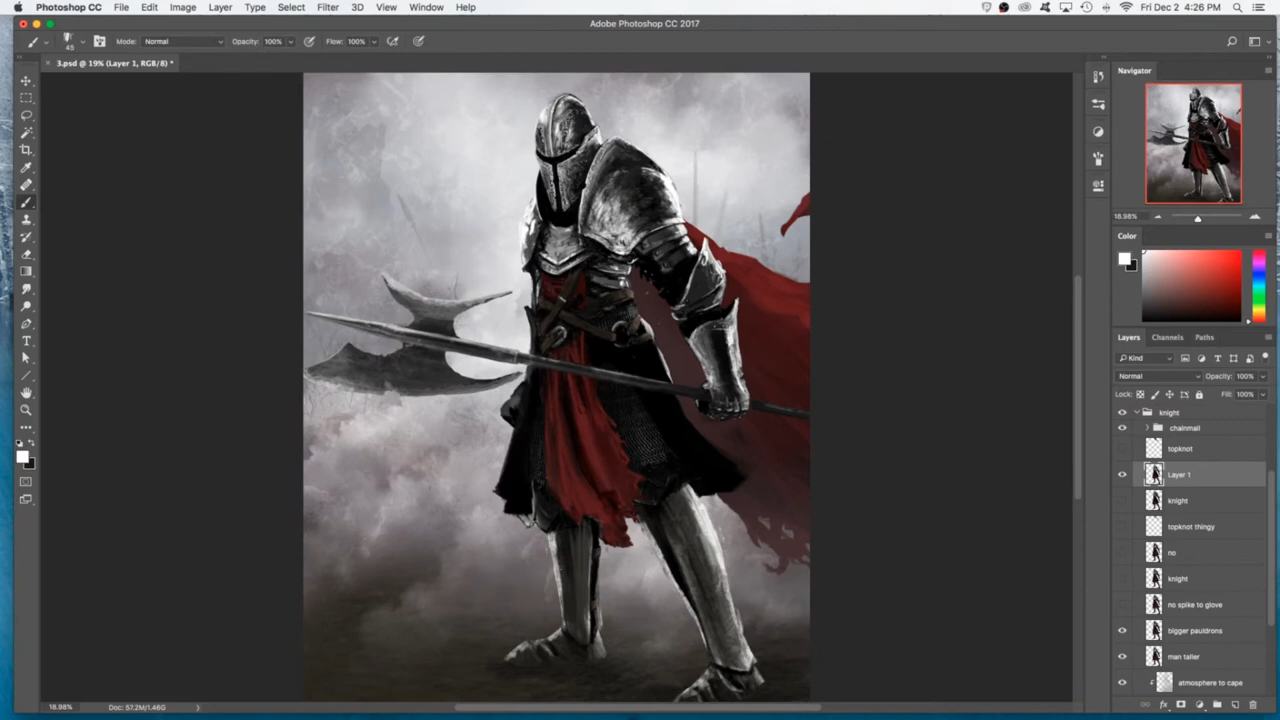 Photoshop CC File Edit Image Layer Type Select Filter 3D View Window Help Fri Dec 2 4:26 PM
Adobe Photoshop CC 2017
45 Mode: Normal Opacity: 100% Flow: 100%
3.psd @ 19% (Layer 1, RGB/8) *
Navigator
18.98%
Color
Layers Channels Paths
Kind
Normal Opacity: 100%
Lock: Fill: 100%
knight
chainmail
topknot
Layer 1
knight
topknot thingy
no
knight
no spike to glove
bigger pauldrons
man taller
atmosphere to cape
18.98% Doc: 57.2M/1.46G